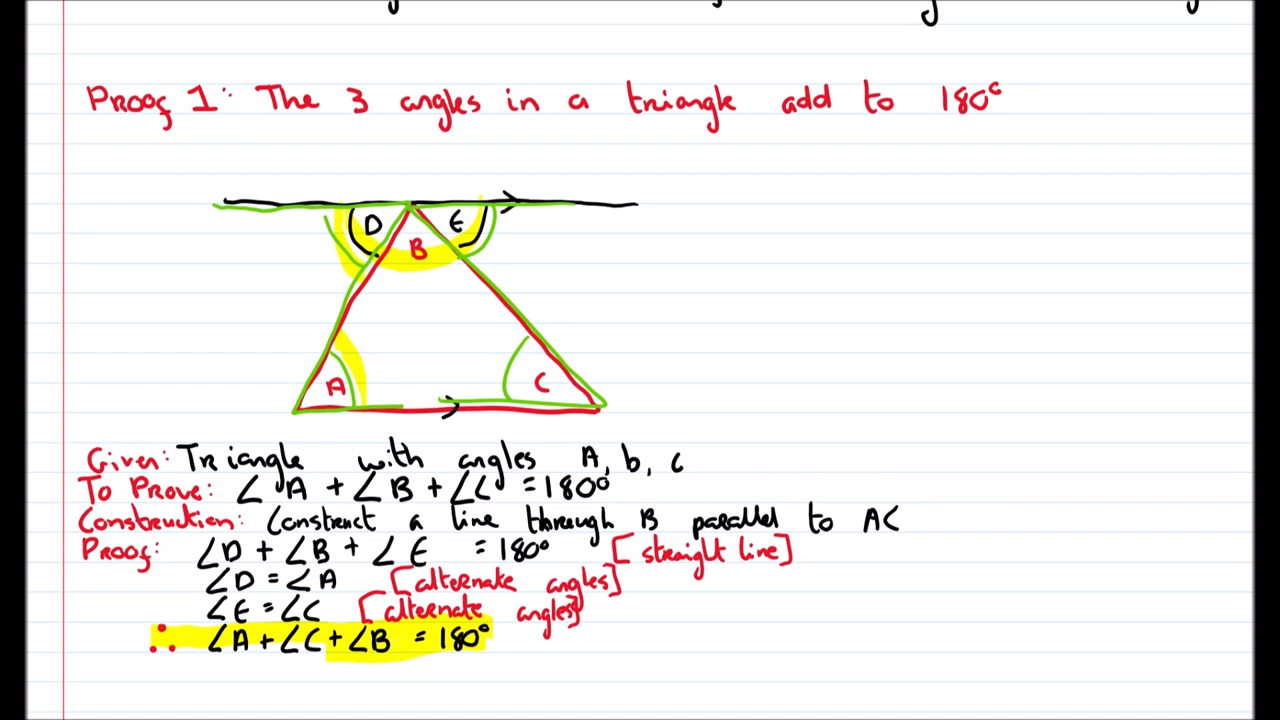 Proof 1: The 3 angles in a triangle add to 180°
D
E
B
A
C
Given: Triangle with angles A, b, c
To Prove: ∠A + ∠B + ∠C = 180°
Construction: Construct a line through B parallel to AC
Proof: ∠D + ∠B + ∠E = 180° [straight line]
∠D = ∠A [alternate angles]
∠E = ∠C [alternate angles]
∴ ∠A + ∠C + ∠B = 180°